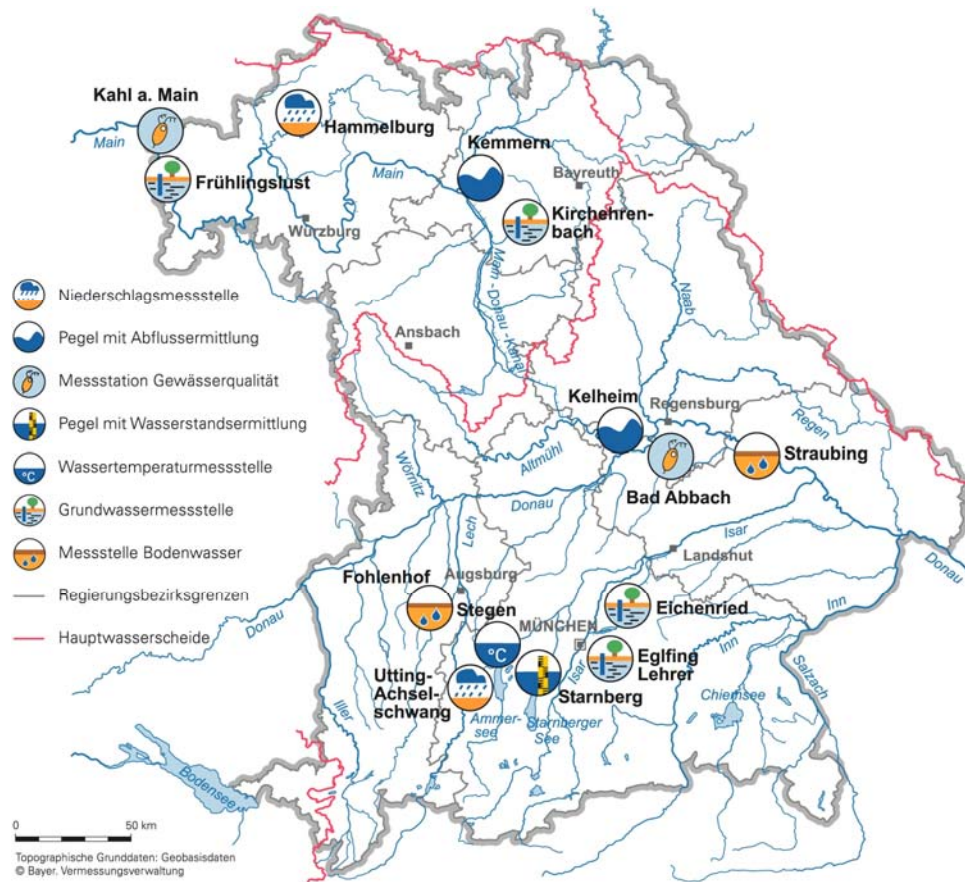 Kahl a. Main
Main
Hammelburg
Frühlingslust
Main
Würzburg
Kemmern
Bayreuth
Kirchehren-
bach
Main-Donau-Kanal
Naab
Ansbach
Niederschlagsmessstelle
Pegel mit Abflussermittlung
Messstation Gewässerqualität
Pegel mit Wasserstandsermittlung
°C
Wassertemperaturmessstelle
Grundwassermessstelle
Messstelle Bodenwasser
Regierungsbezirksgrenzen
Hauptwasserscheide
Kelheim
Regensburg
Regen
Straubing
Altmühl
Bad Abbach
Wörnitz
Donau
Lech
Isar
Landshut
Donau
Fohlenhof
Augsburg
Stegen
Eichenried
MÜNCHEN
Donau
Inn
Inn
°C
Eglfing
Lehrer
Utting-
Achsel-
schwang
Starnberg
Isar
Salzach
Chiemsee
Iller
Ammer-
see
Starnberger
See
Bodensee
0
50 km
Topographische Grunddaten: Geobasisdaten
© Bayer. Vermessungsverwaltung